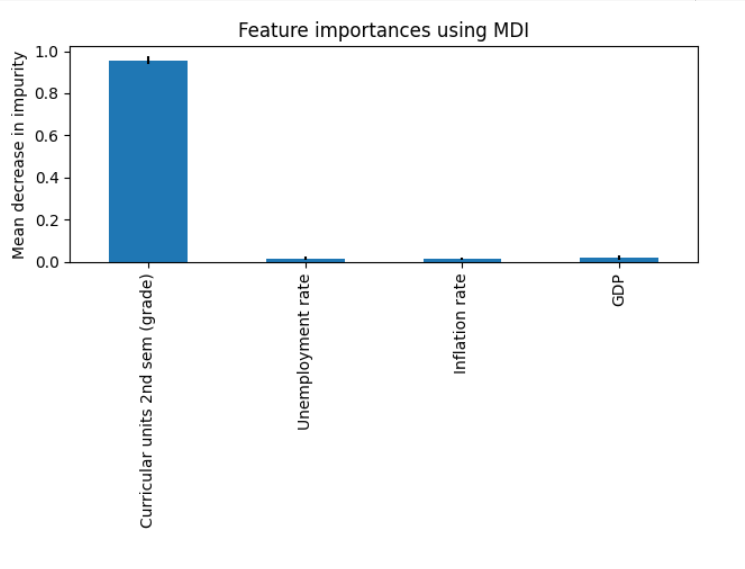 Feature importances using MDI
Mean decrease in impurity
1.0
0.8
0.6
0.4
0.2
0.0
Curricular units 2nd sem (grade)
Unemployment rate
Inflation rate
GDP